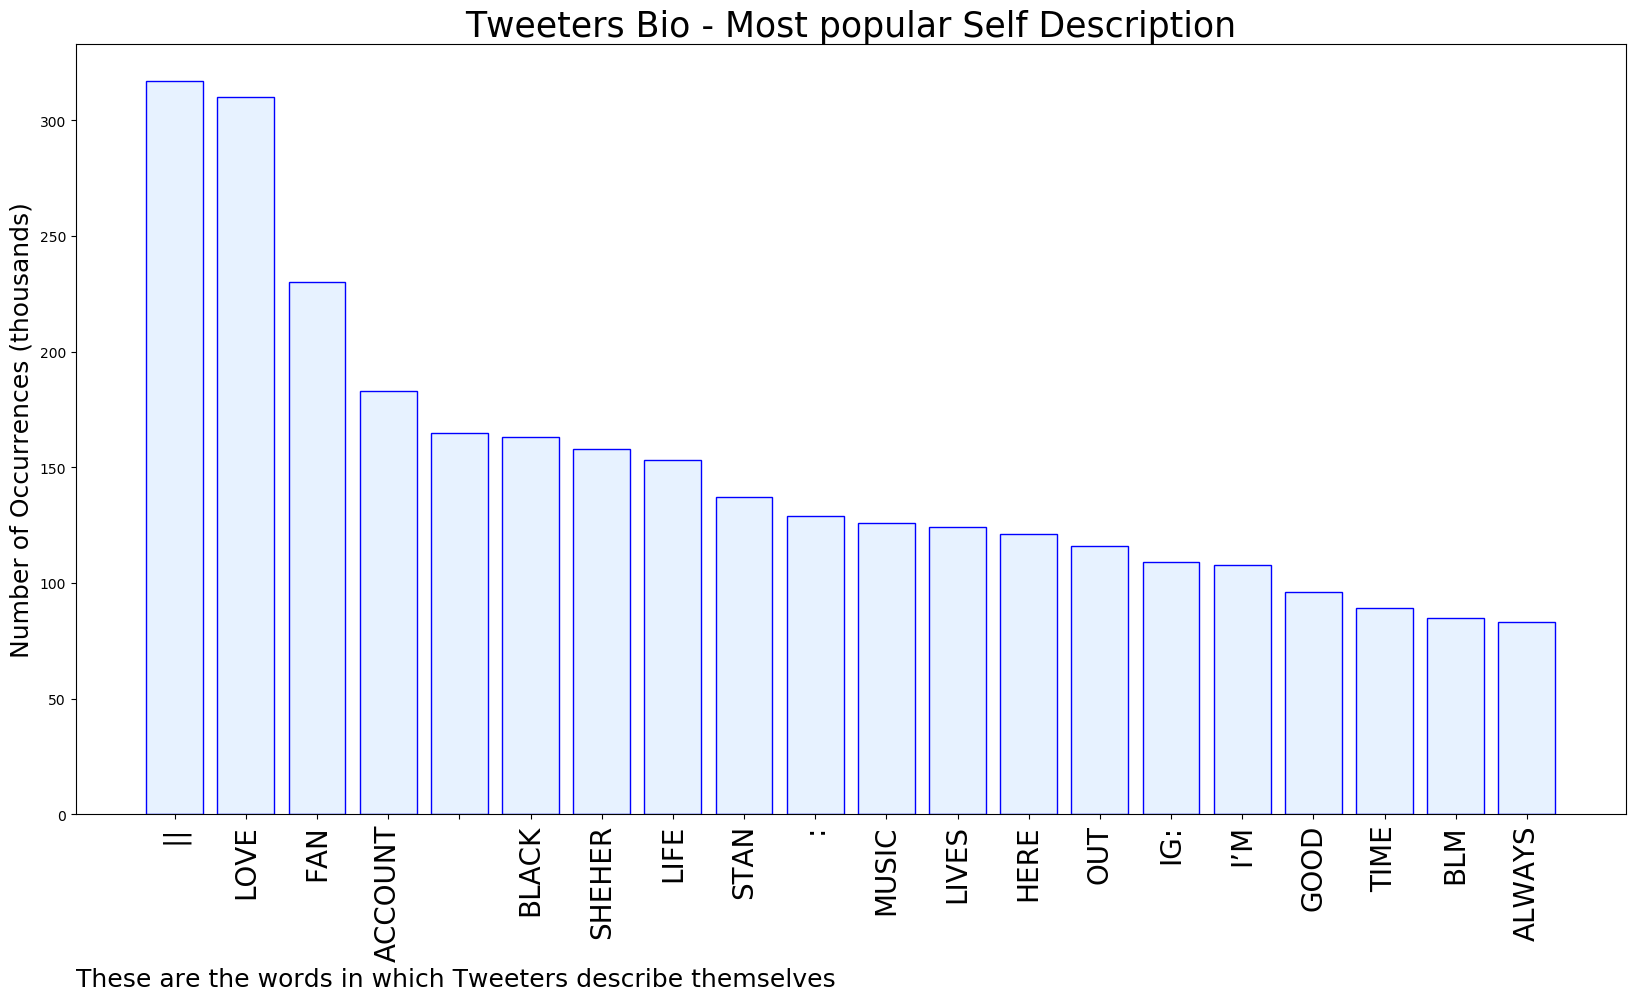 Tweeters Bio - Most popular Self Description
Number of Occurrences (thousands)
300
250
200
150
100
50
0
||
LOVE
FAN
ACCOUNT
BLACK
SHEHER
LIFE
STAN
:
MUSIC
LIVES
HERE
OUT
IG:
I’M
GOOD
TIME
BLM
ALWAYS
These are the words in which Tweeters describe themselves